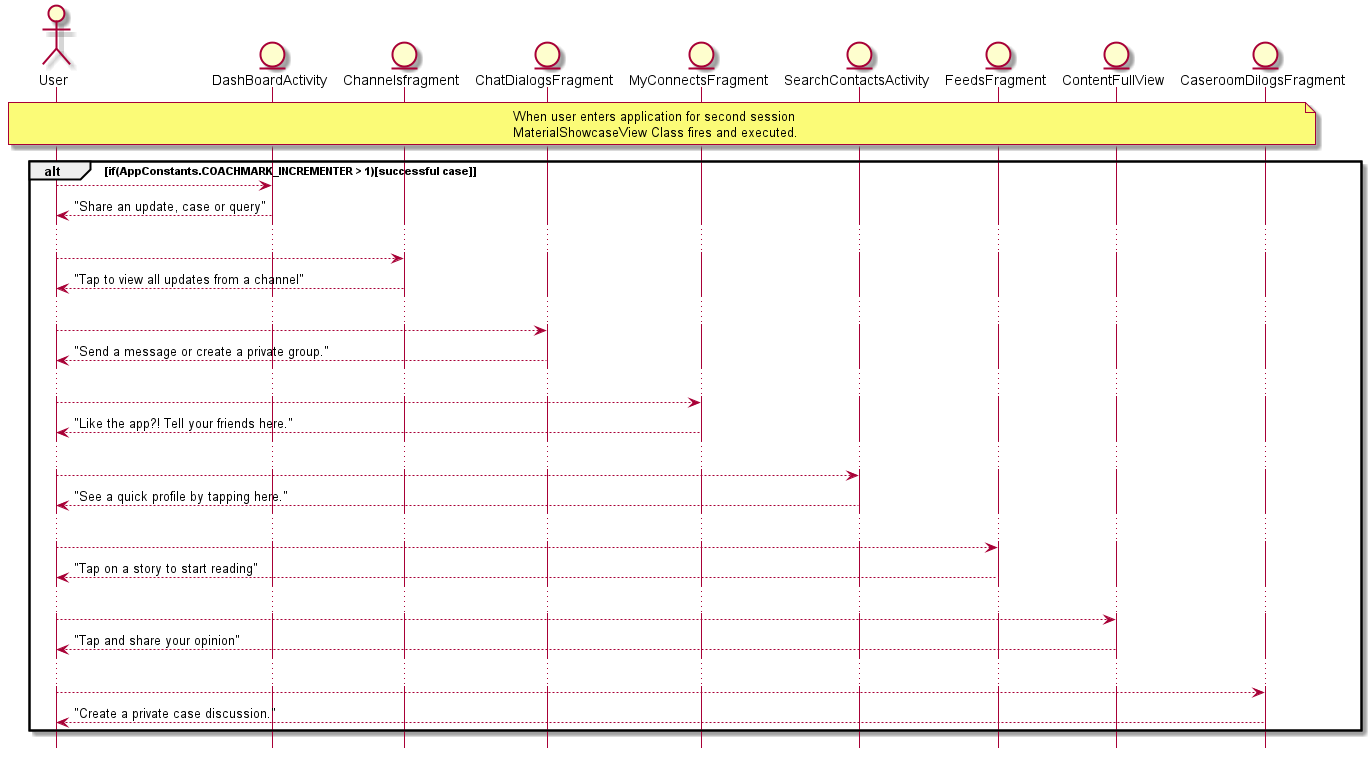 User
DashBoardActivity
Channelsfragment
ChatDialogsFragment
MyConnectsFragment
SearchContactsActivity
FeedsFragment
ContentFullView
CaseroomDilogsFragment
When user enters application for second session
MaterialShowcaseView Class fires and executed.
alt
[if(AppConstants.COACHMARK_INCREMENTER > 1)[successful case]]
"Share an update, case or query"
"Tap to view all updates from a channel"
"Send a message or create a private group."
"Like the app?! Tell your friends here."
"See a quick profile by tapping here."
"Tap on a story to start reading"
"Tap and share your opinion"
"Create a private case discussion."